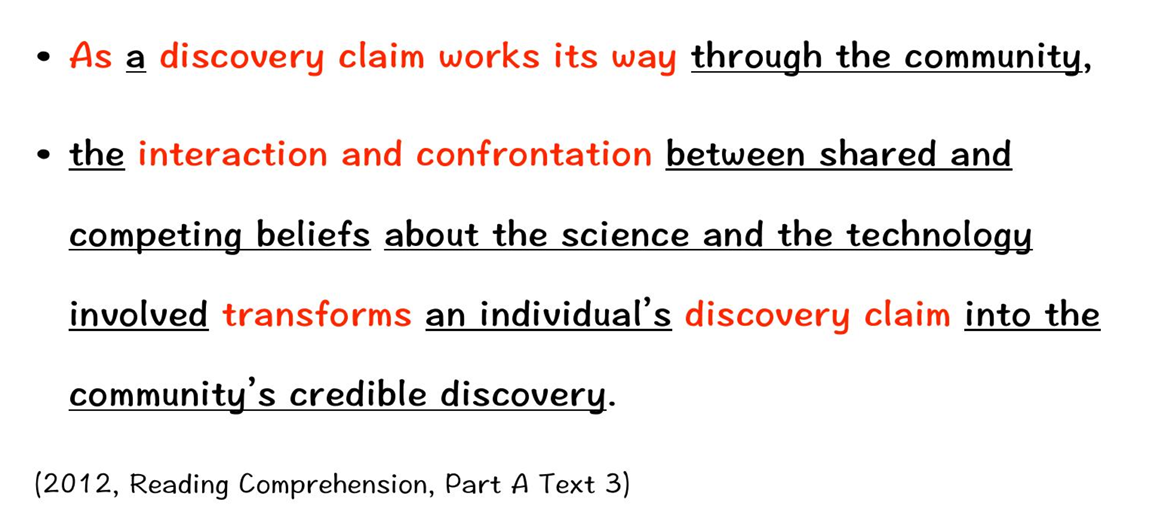 • As a discovery claim works its way through the community,
• the interaction and confrontation between shared and
competing beliefs about the science and the technology
involved transforms an individual's discovery claim into the
community's credible discovery.
(2012, Reading Comprehension, Part A Text 3)